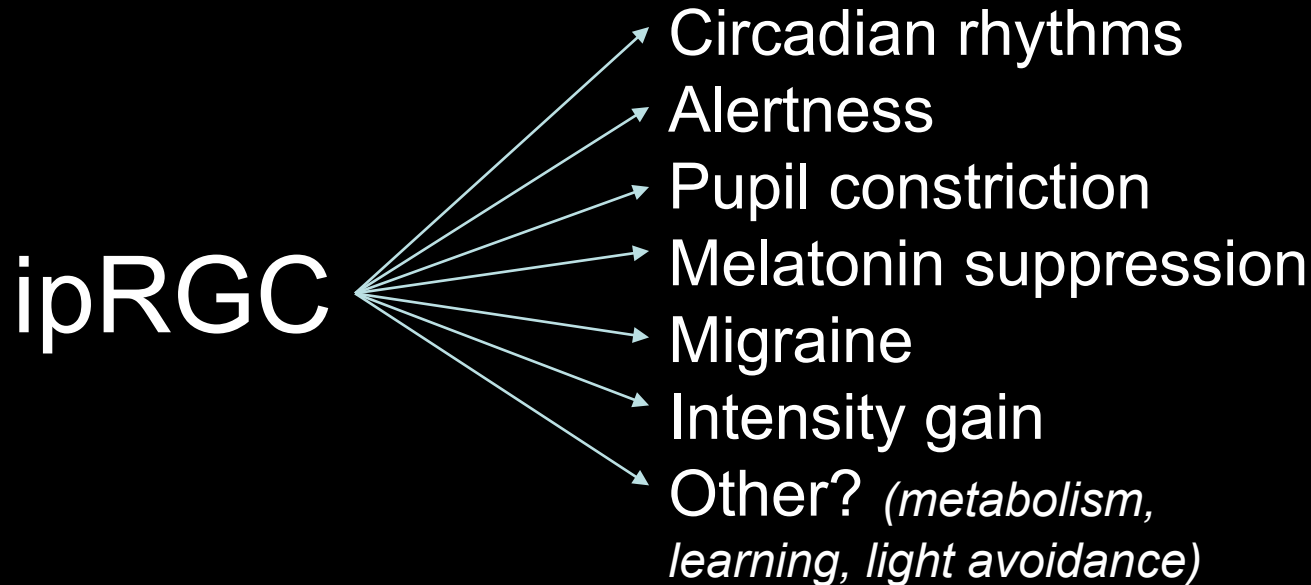 ipRGC
Circadian rhythms
Alertness
Pupil constriction
Melatonin suppression
Migraine
Intensity gain
Other? (metabolism,
learning, light avoidance)